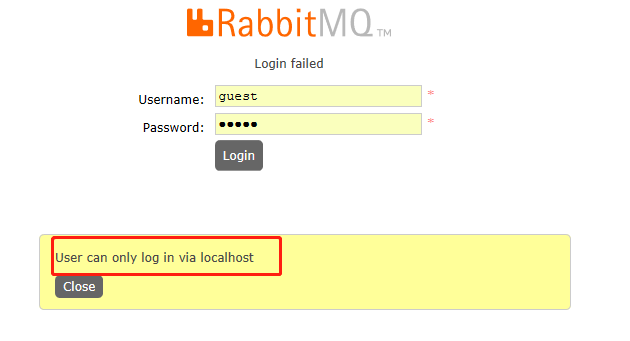 RabbitMQ™
Login failed
Username: guest *
Password: ●●●●● *
Login
User can only log in via localhost
Close